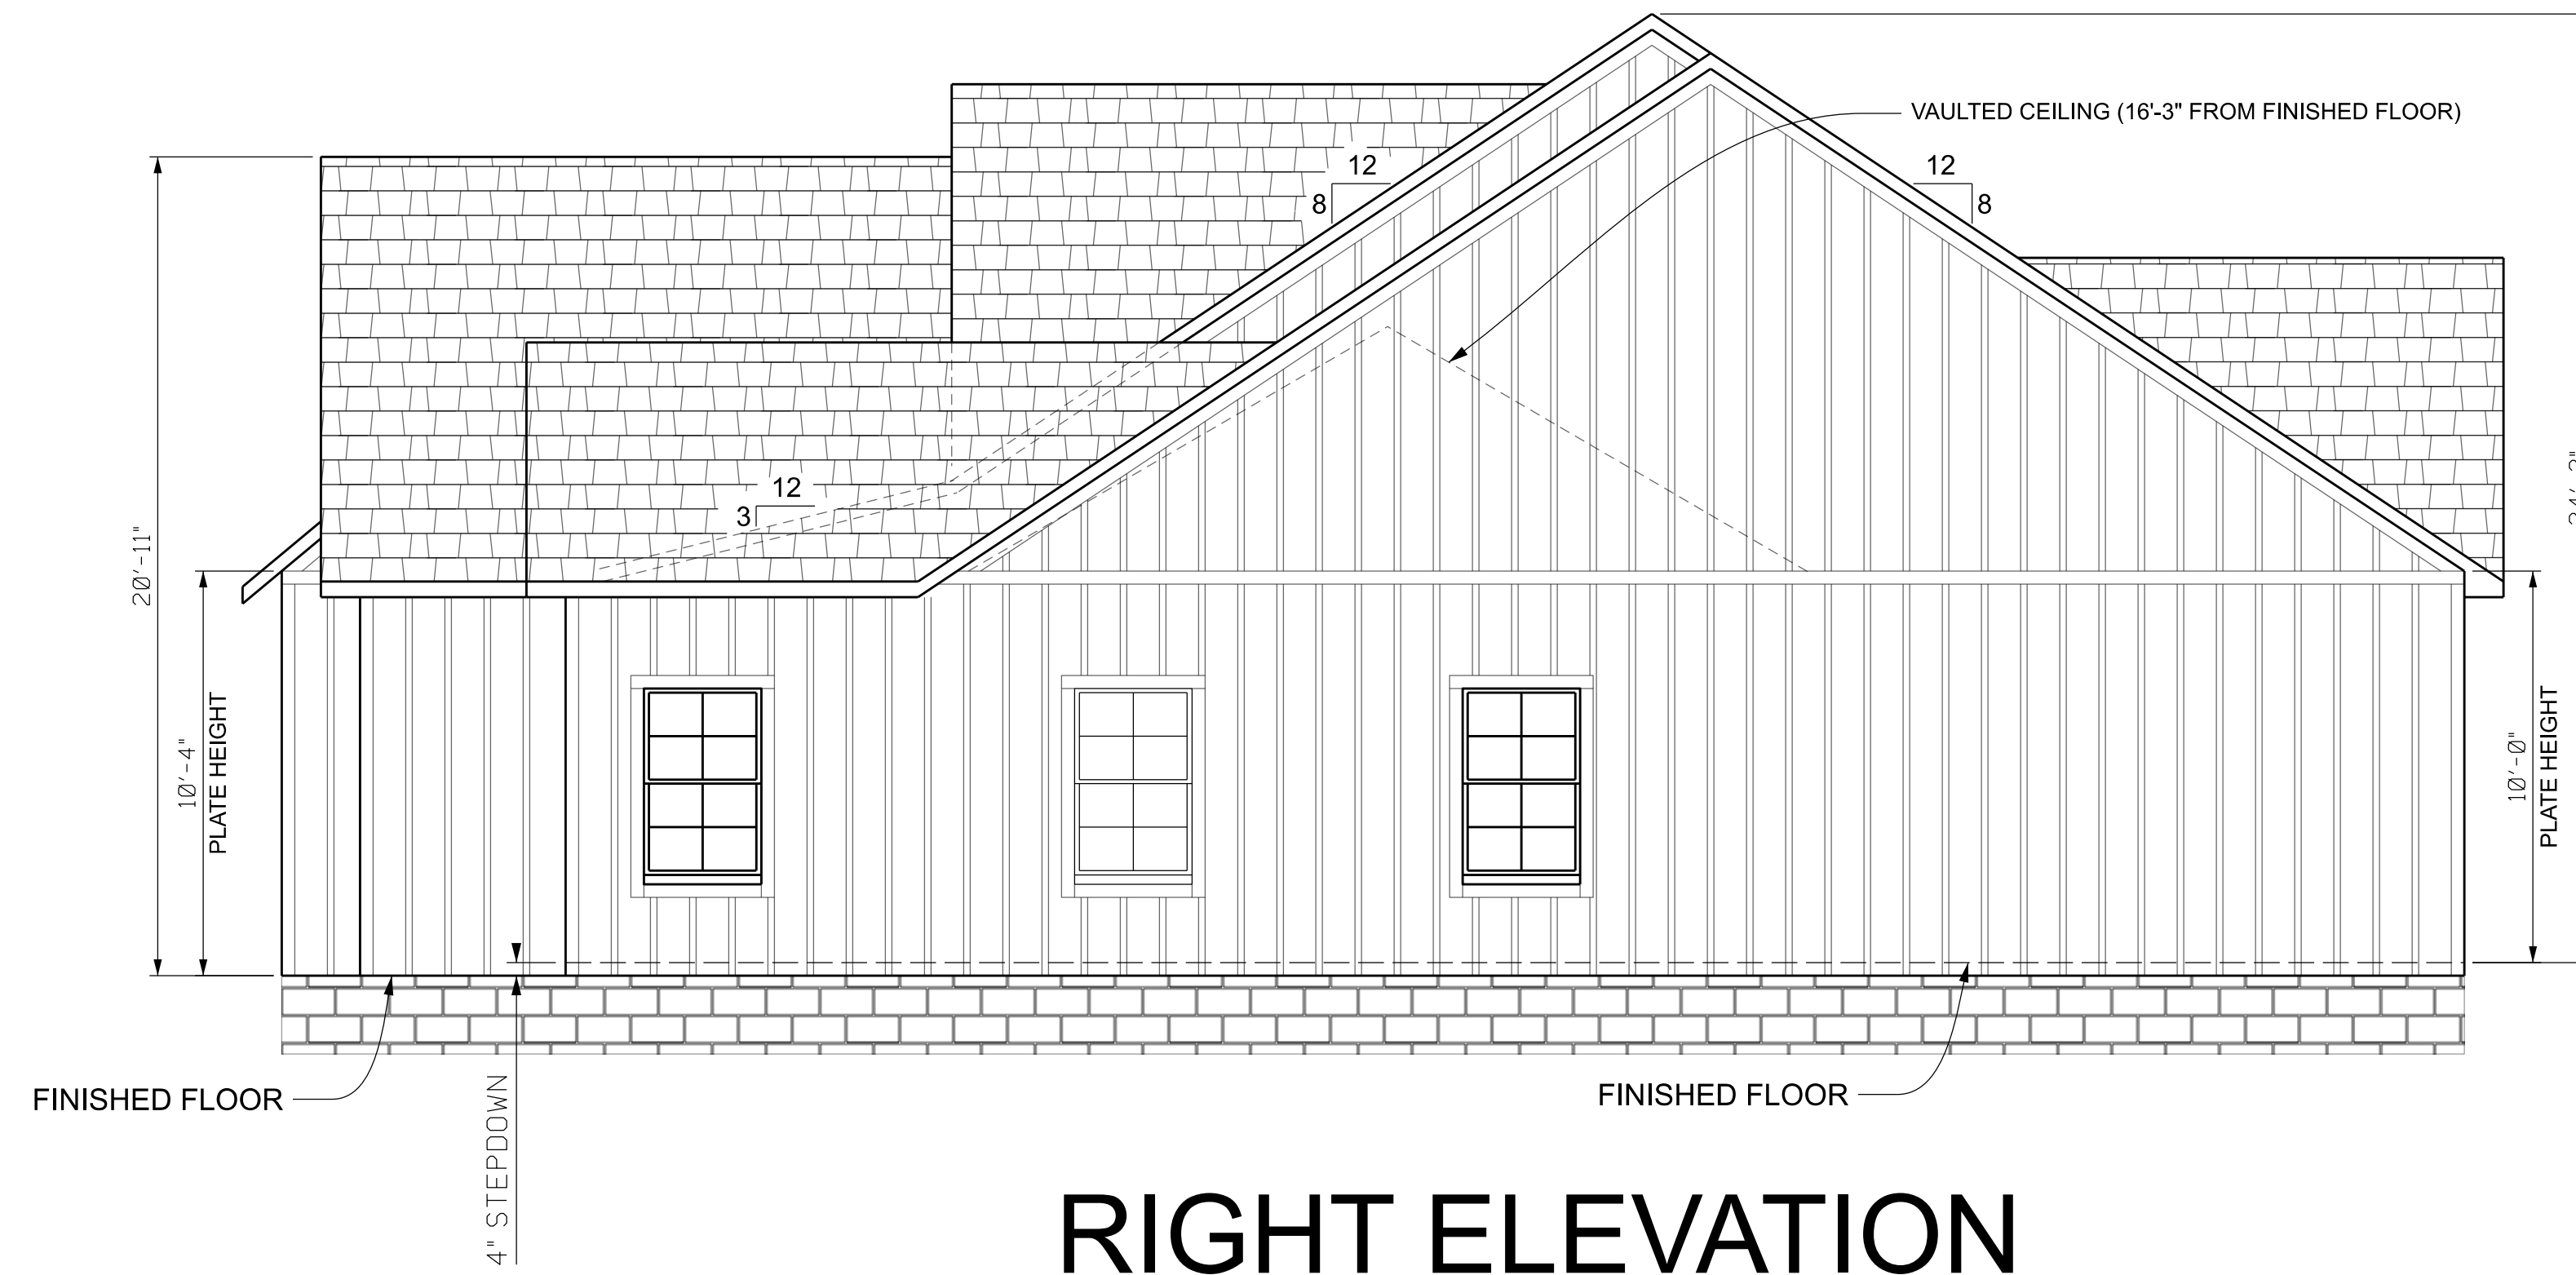 VAULTED CEILING (16'-3" FROM FINISHED FLOOR)
12
8
12
8
12
3
20'-11"
10'-4"
PLATE HEIGHT
10'-0"
PLATE HEIGHT
FINISHED FLOOR
FINISHED FLOOR
4" STEPDOWN
RIGHT ELEVATION